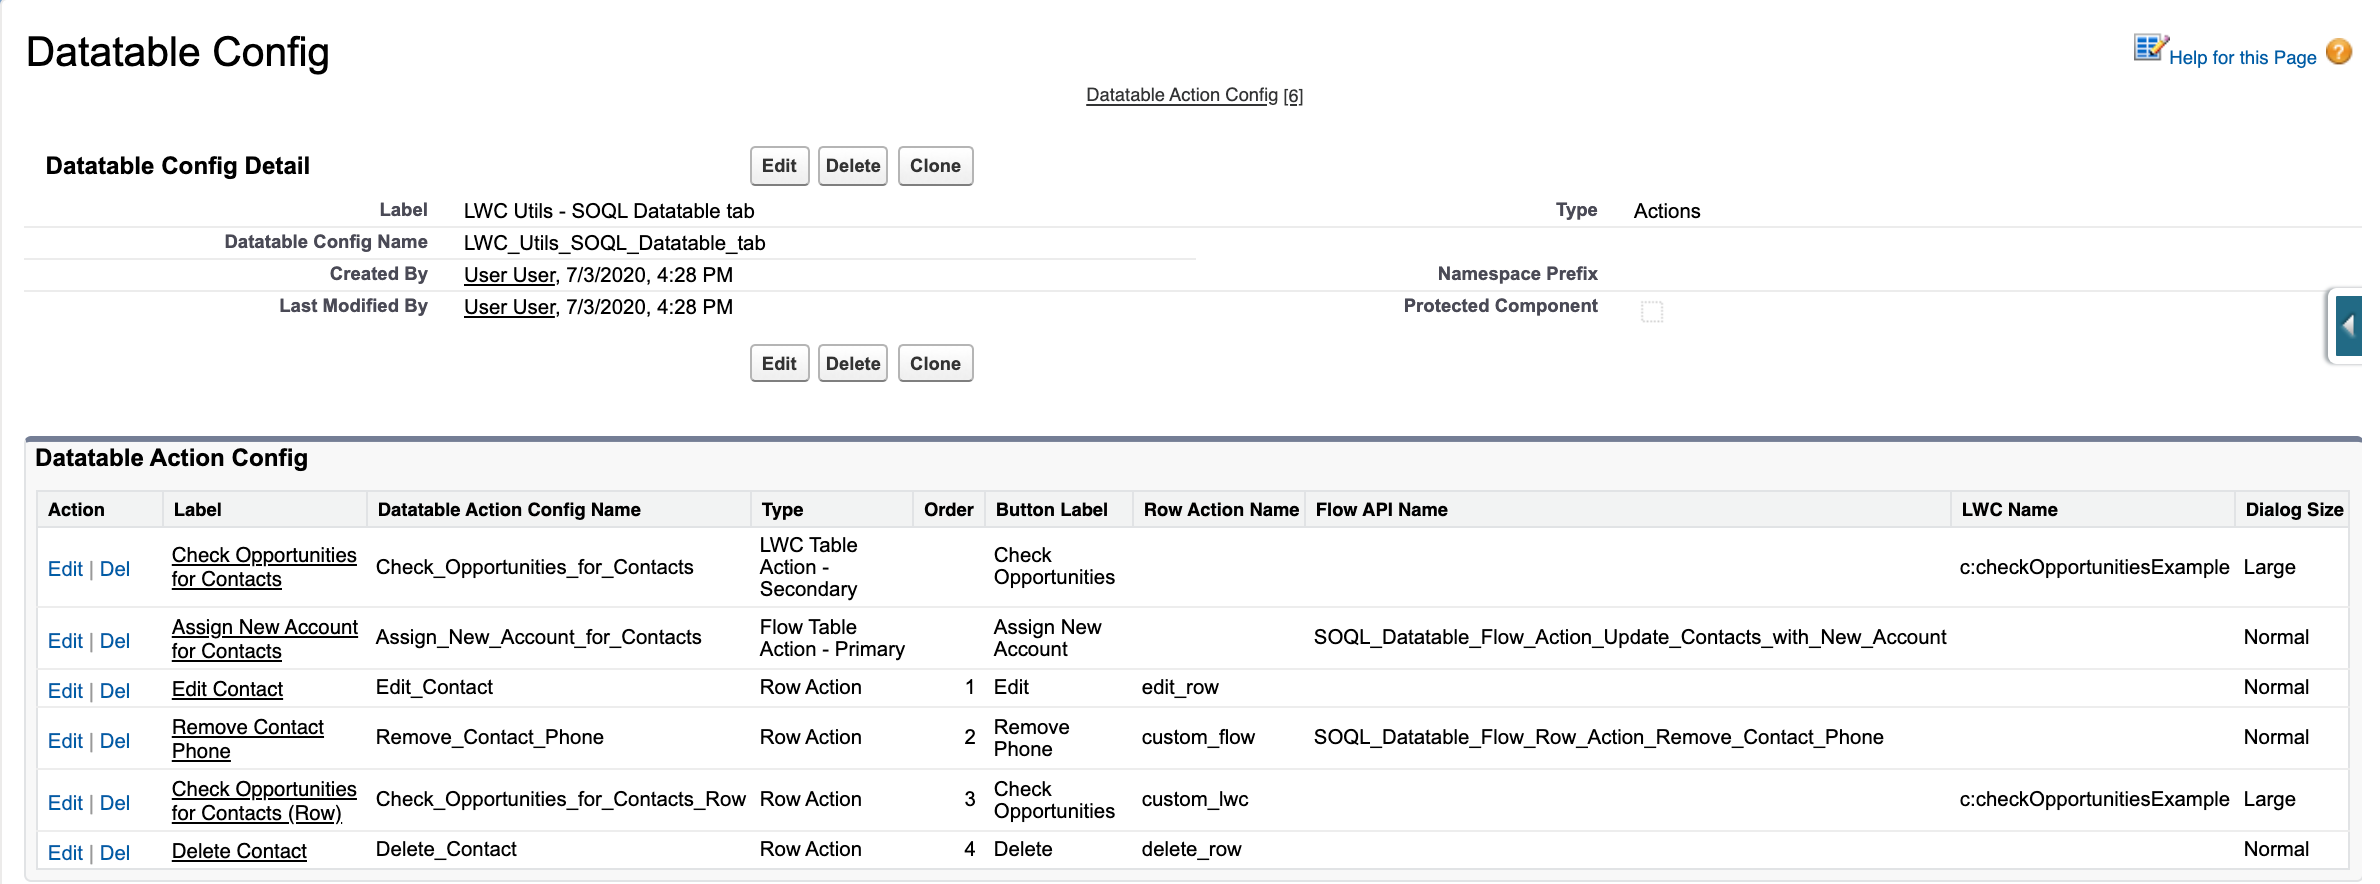 Datatable Config
Help for this Page ?
Datatable Action Config [6]
Datatable Config Detail
Edit Delete Clone
Label LWC Utils - SOQL Datatable tab Type Actions
Datatable Config Name LWC_Utils_SOQL_Datatable_tab
Created By User User, 7/3/2020, 4:28 PM Namespace Prefix
Last Modified By User User, 7/3/2020, 4:28 PM Protected Component
Edit Delete Clone
Datatable Action Config
Action Label Datatable Action Config Name Type Order Button Label Row Action Name Flow API Name LWC Name Dialog Size
Edit | Del Check Opportunities for Contacts Check_Opportunities_for_Contacts LWC Table Action - Secondary Check Opportunities c:checkOpportunitiesExample Large
Edit | Del Assign New Account for Contacts Assign_New_Account_for_Contacts Flow Table Action - Primary Assign New Account SOQL_Datatable_Flow_Action_Update_Contacts_with_New_Account Normal
Edit | Del Edit Contact Edit_Contact Row Action 1 Edit edit_row Normal
Edit | Del Remove Contact Phone Remove_Contact_Phone Row Action 2 Remove Phone custom_flow SOQL_Datatable_Flow_Row_Action_Remove_Contact_Phone Normal
Edit | Del Check Opportunities for Contacts (Row) Check_Opportunities_for_Contacts_Row Row Action 3 Check Opportunities custom_lwc c:checkOpportunitiesExample Large
Edit | Del Delete Contact Delete_Contact Row Action 4 Delete delete_row Normal